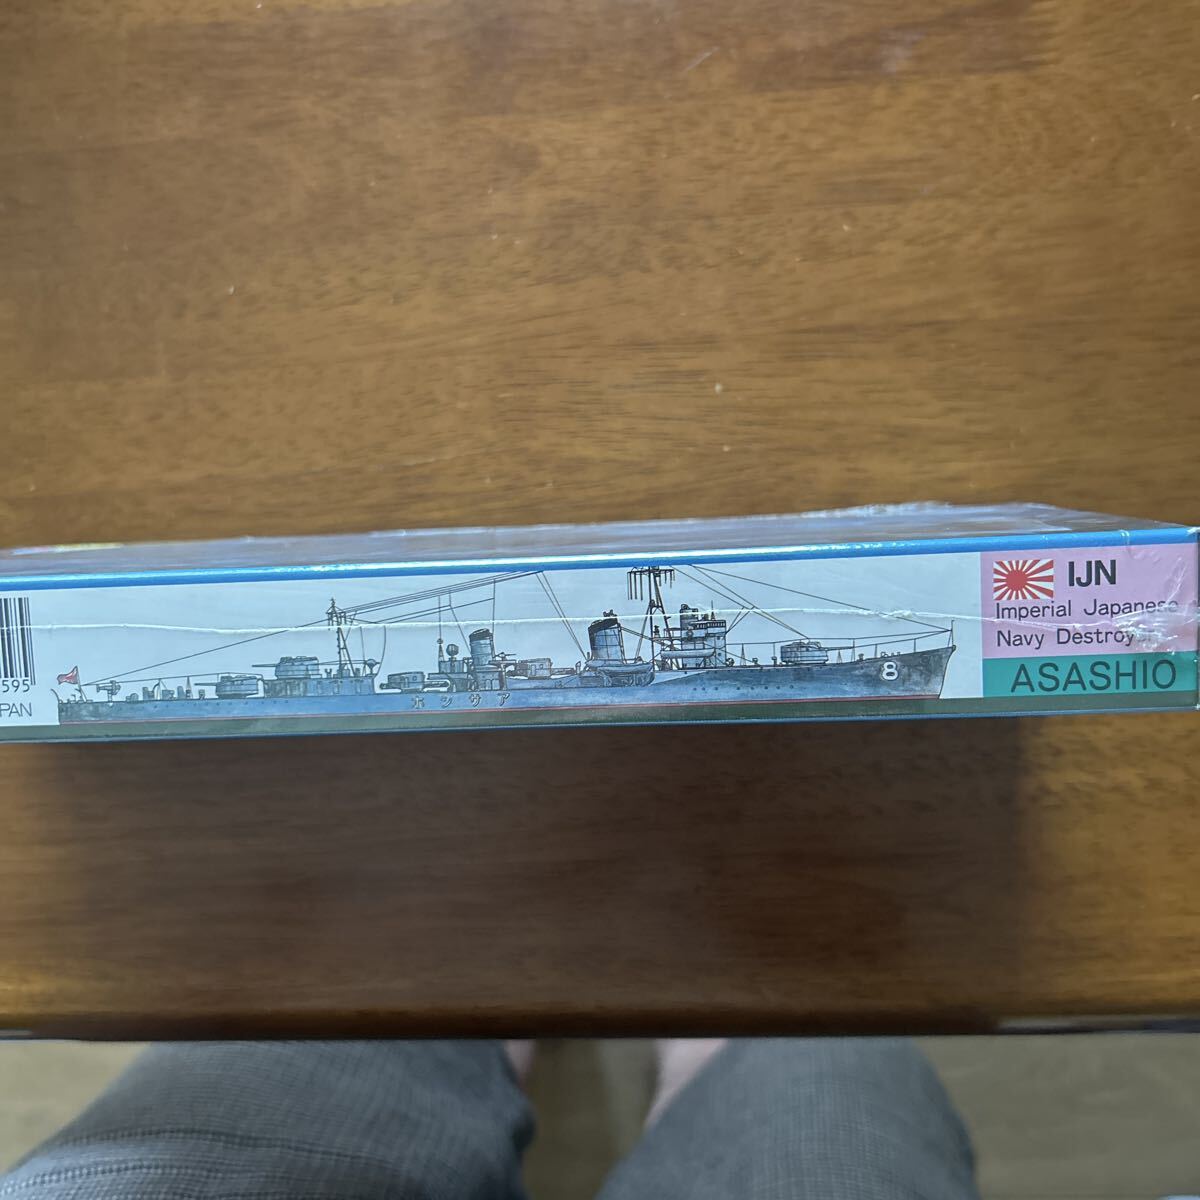 595
PAN
ホシサア
8
IJN
Imperial Japanese
Navy Destroyer
ASASHIO